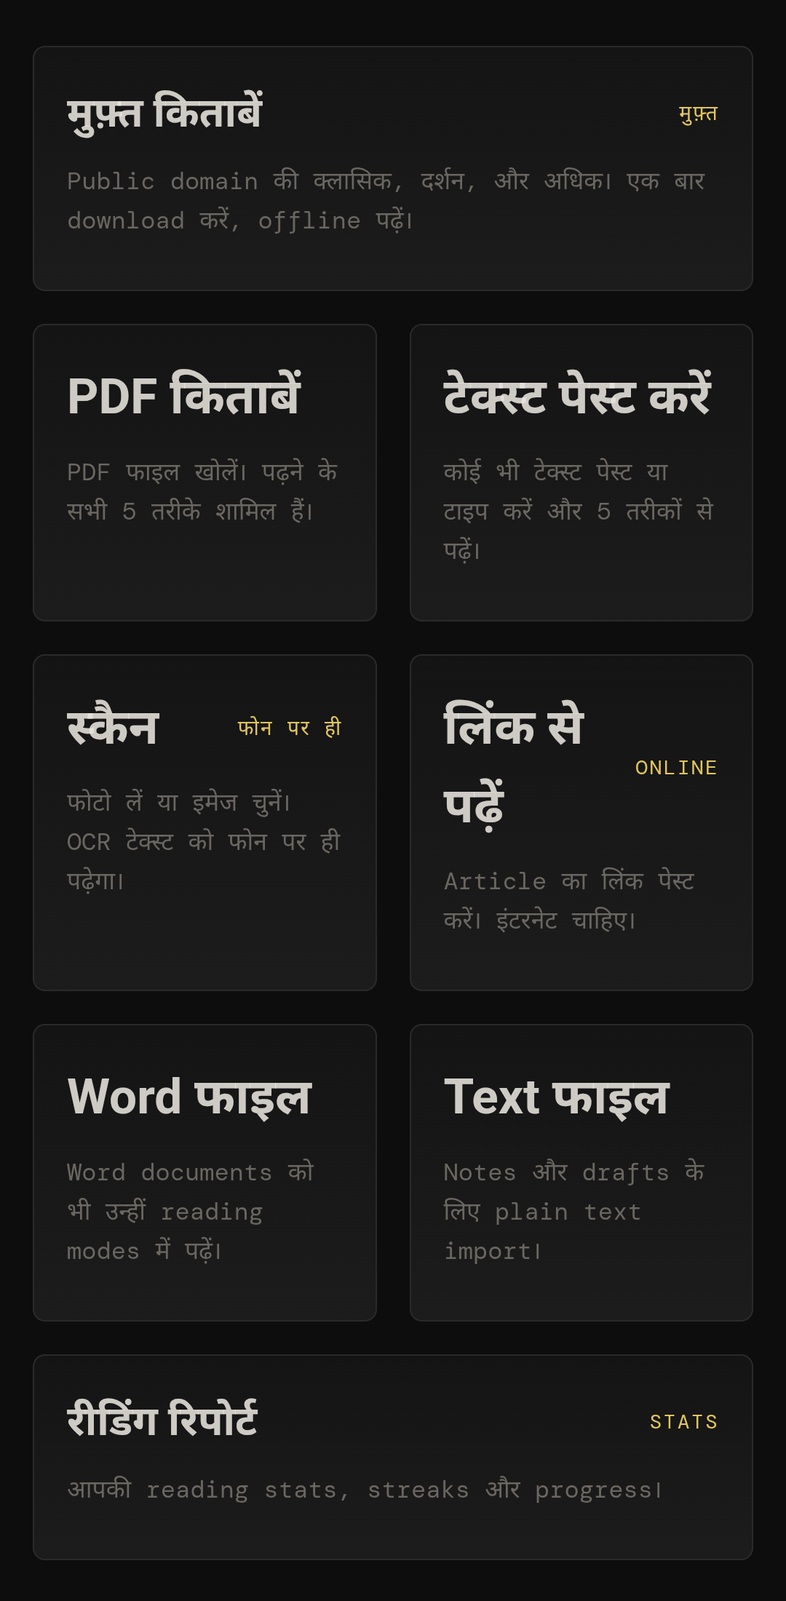 मुफ़्त किताबें
मुफ़्त
Public domain की क्लासिक, दर्शन, और अधिक। एक बार
download करें, offline पढ़ें।
PDF किताबें
PDF फाइल खोलें। पढ़ने के
सभी 5 तरीके शामिल हैं।
टेक्स्ट पेस्ट करें
कोई भी टेक्स्ट पेस्ट या
टाइप करें और 5 तरीकों से
पढ़ें।
स्कैन
फोन पर ही
फोटो लें या इमेज चुनें।
OCR टेक्स्ट को फोन पर ही
पढ़ेगा।
लिंक से
पढ़ें
ONLINE
Article का लिंक पेस्ट
करें। इंटरनेट चाहिए।
Word फाइल
Word documents को
भी उन्हीं reading
modes में पढ़ें।
Text फाइल
Notes और drafts के
लिए plain text
import।
रीडिंग रिपोर्ट
STATS
आपकी reading stats, streaks और progress।